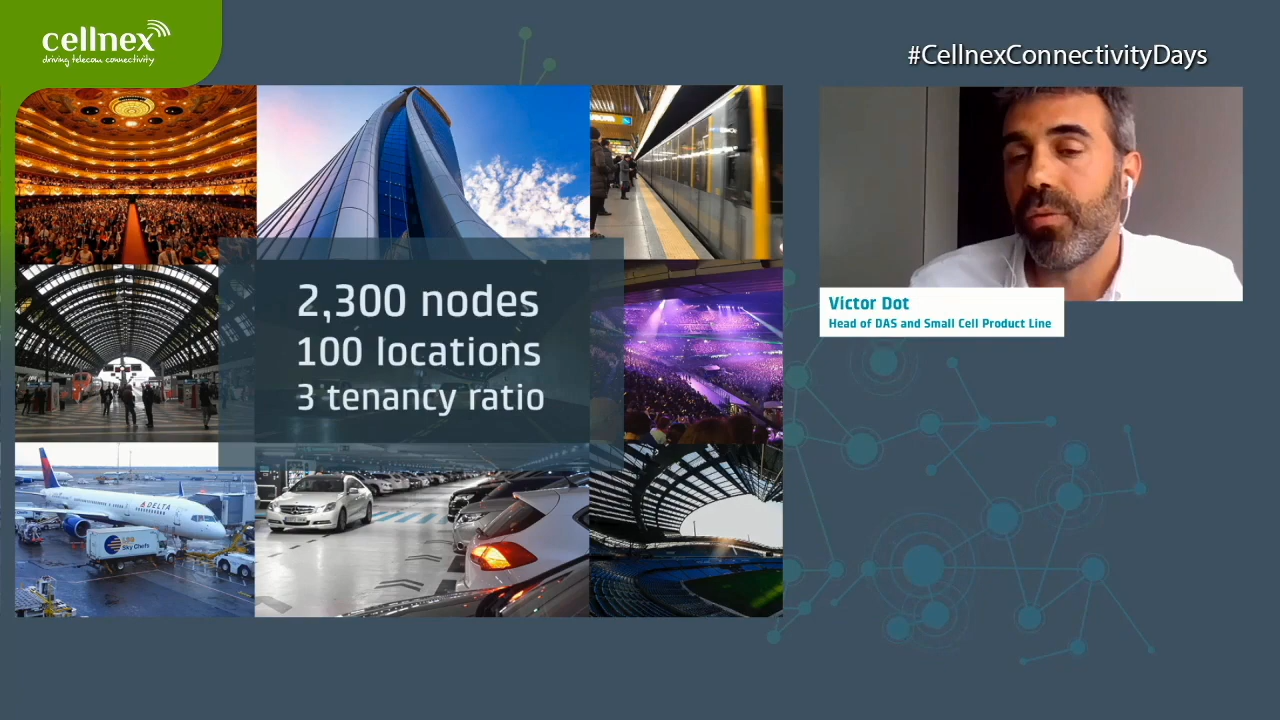 cellnex
driving telecom connectivity
#CellnexConnectivityDays
2,300 nodes
100 locations
3 tenancy ratio
Victor Dot
Head of DAS and Small Cell Product Line
DELTA
Sky Chefs